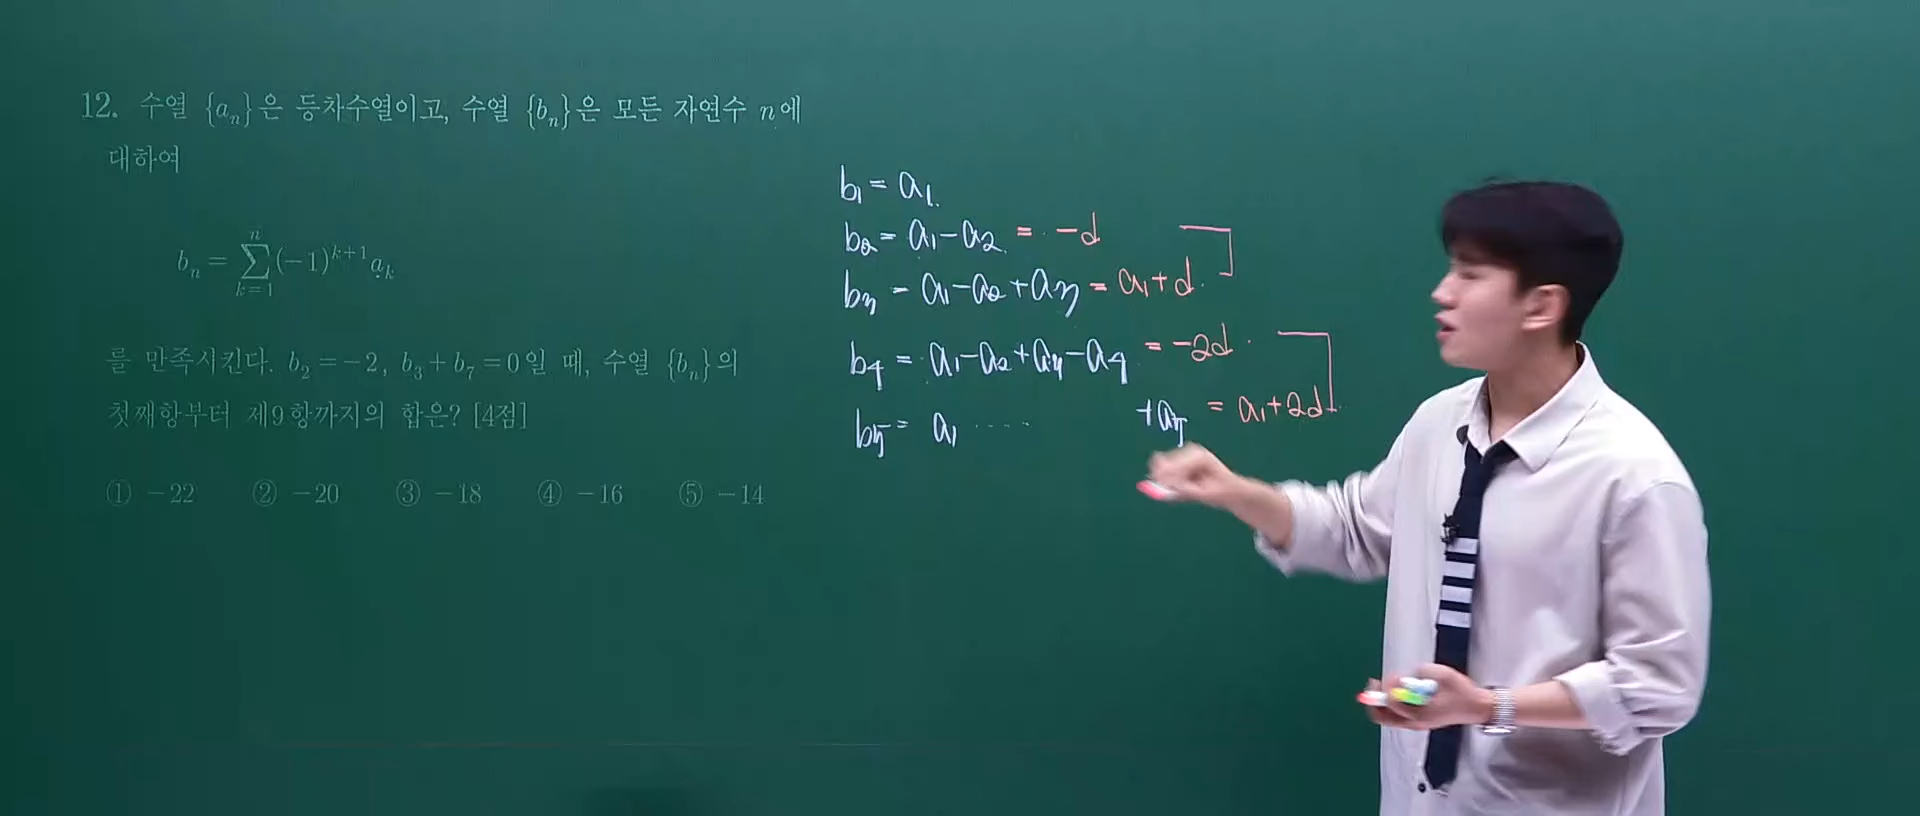 12. 수열 {aₙ}은 등차수열이고, 수열 {bₙ}은 모든 자연수 n에
대하여
bₙ = ∑ₖ₌₁ⁿ (−1)ᵏ⁺¹aₖ
를 만족시킨다. b₂ = −2, b₃ + b₇ = 0일 때, 수열 {bₙ}의
첫째항부터 제9항까지의 합은? [4점]
① −22 ② −20 ③ −18 ④ −16 ⑤ −14
b₁ = a₁
b₂ = a₁ − a₂ = −d
b₃ = a₁ − a₂ + a₃ = a₁ + d
b₄ = a₁ − a₂ + a₃ − a₄ = −2d
b₅ = a₁ ‥‥ + a₅ = a₁ + 2d